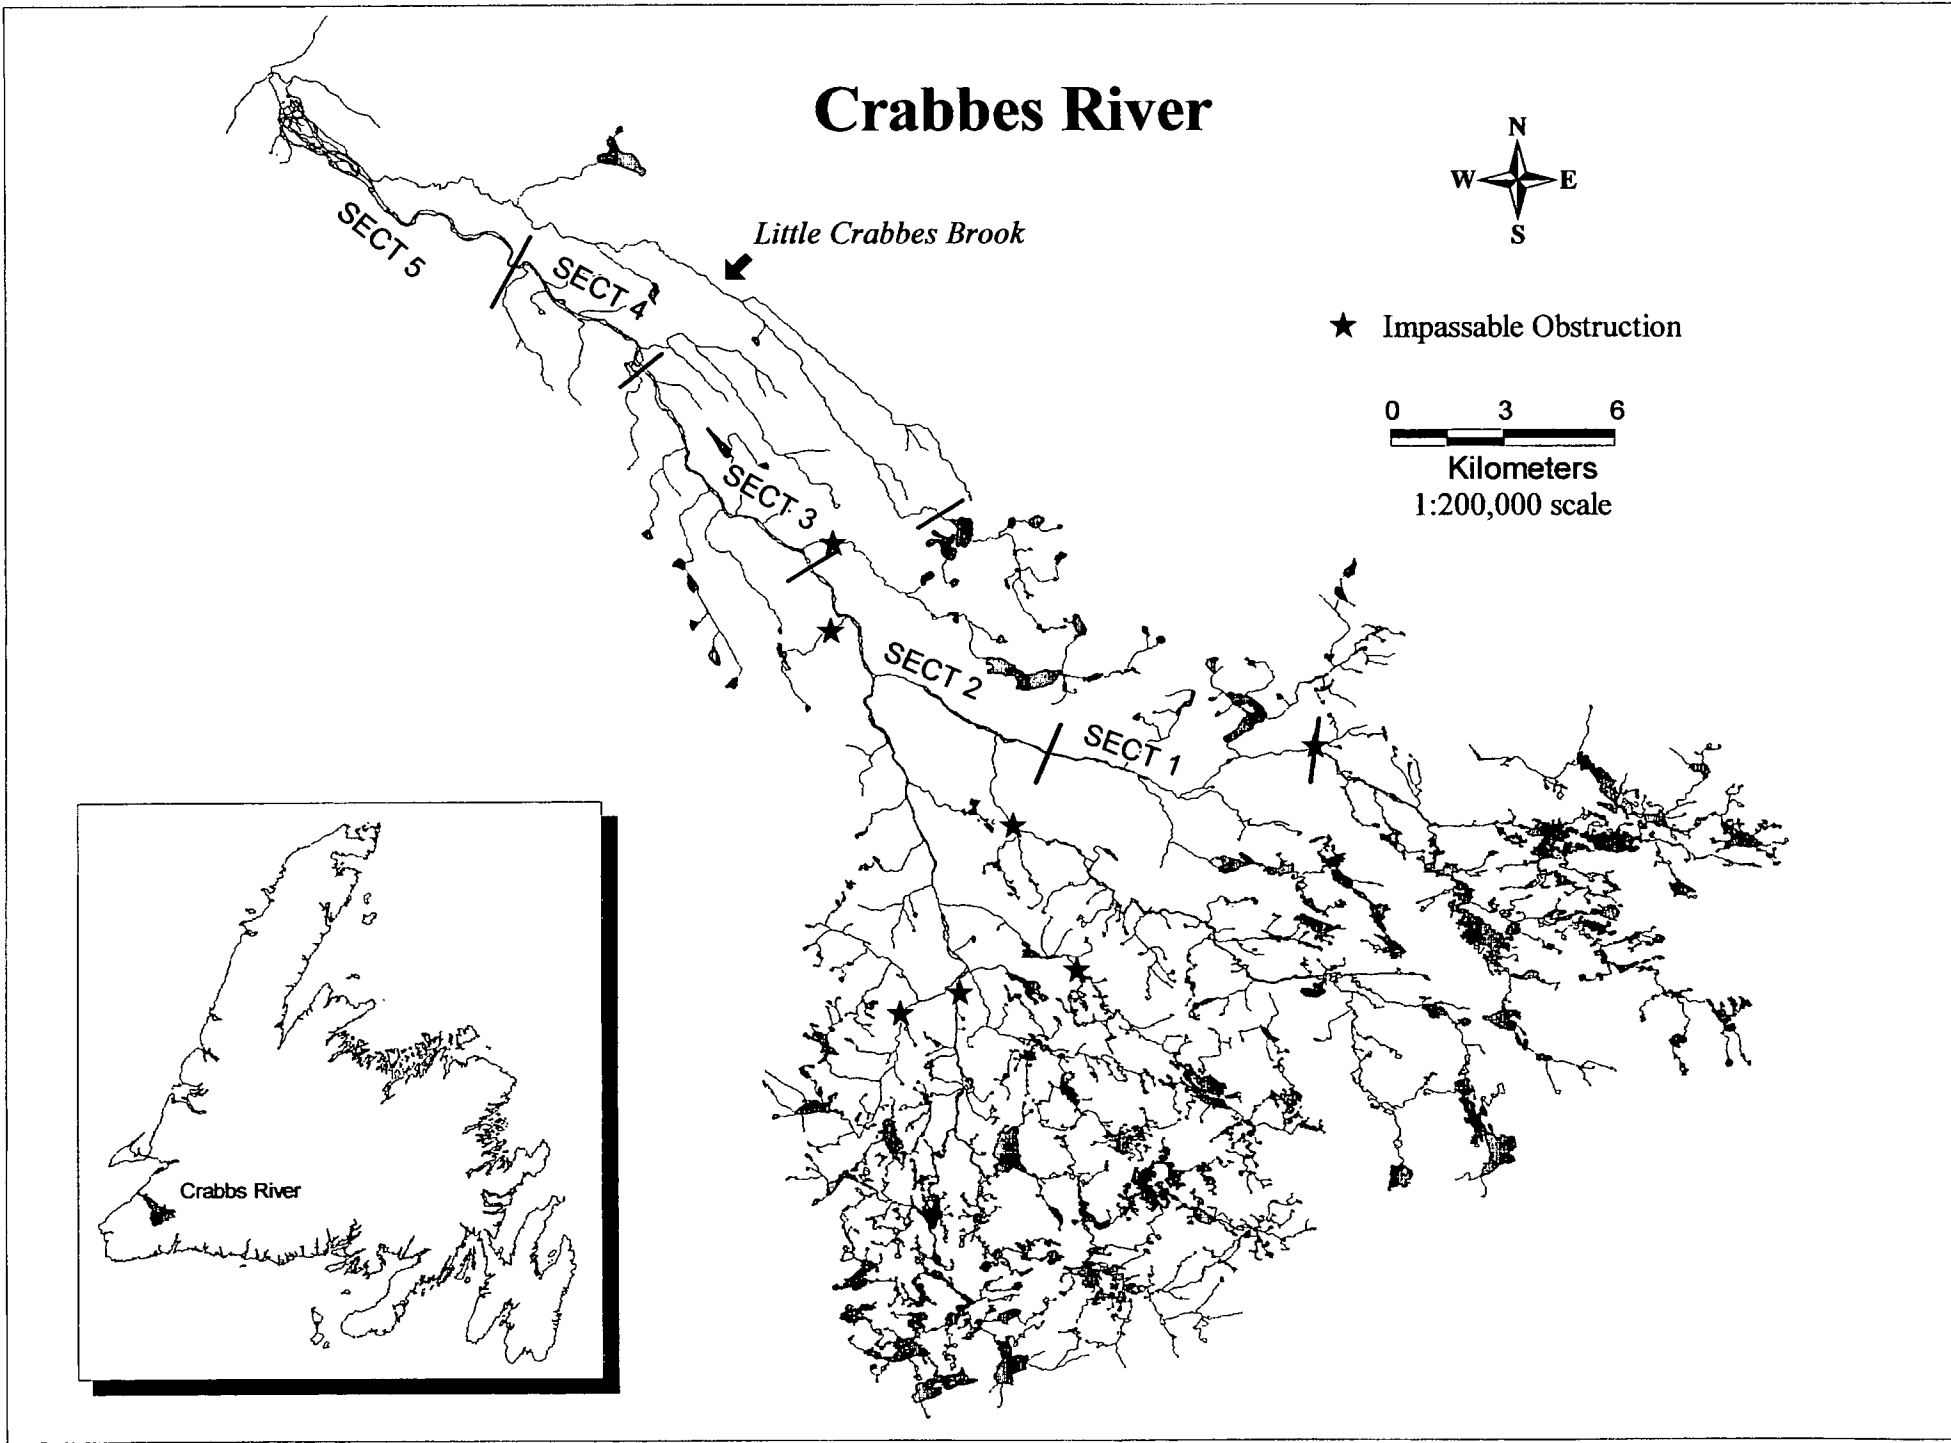 Crabbes River
N
W E
S
Little Crabbes Brook
SECT 5
SECT 4
Impassable Obstruction
0 3 6
Kilometers
1:200,000 scale
SECT 3
SECT 2
SECT 1
Crabbs River